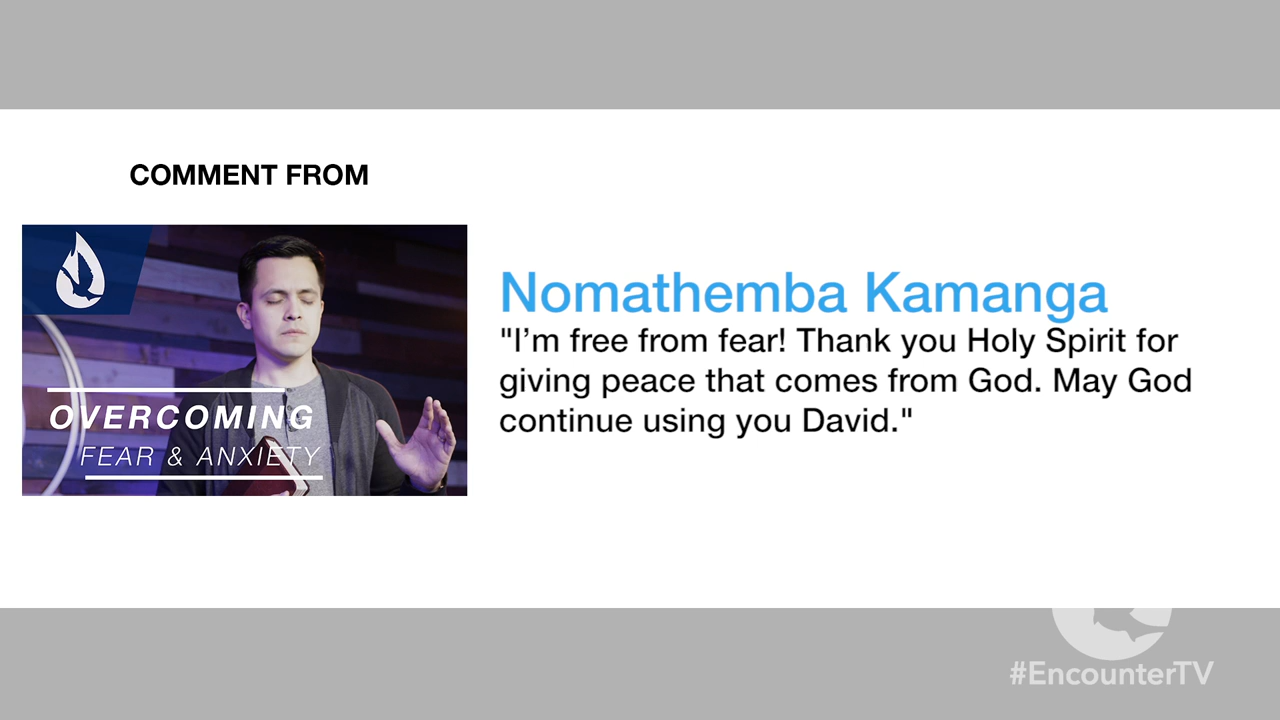 COMMENT FROM
OVERCOMING
FEAR & ANXIETY
Nomathemba Kamanga
"I’m free from fear! Thank you Holy Spirit for
giving peace that comes from God. May God
continue using you David."
#EncounterTV